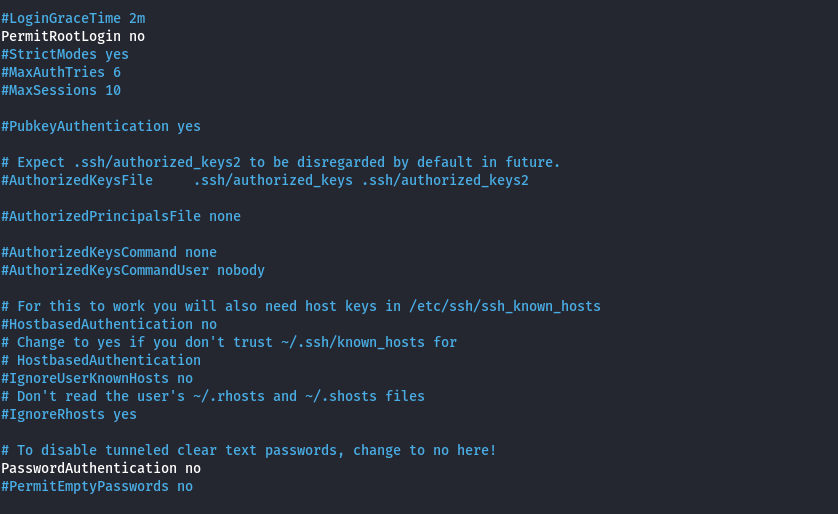 #LoginGraceTime 2m
PermitRootLogin no
#StrictModes yes
#MaxAuthTries 6
#MaxSessions 10
#PubkeyAuthentication yes
# Expect .ssh/authorized_keys2 to be disregarded by default in future.
#AuthorizedKeysFile     .ssh/authorized_keys .ssh/authorized_keys2
#AuthorizedPrincipalsFile none
#AuthorizedKeysCommand none
#AuthorizedKeysCommandUser nobody
# For this to work you will also need host keys in /etc/ssh/ssh_known_hosts
#HostbasedAuthentication no
# Change to yes if you don't trust ~/.ssh/known_hosts for
# HostbasedAuthentication
#IgnoreUserKnownHosts no
# Don't read the user's ~/.rhosts and ~/.shosts files
#IgnoreRhosts yes
# To disable tunneled clear text passwords, change to no here!
PasswordAuthentication no
#PermitEmptyPasswords no